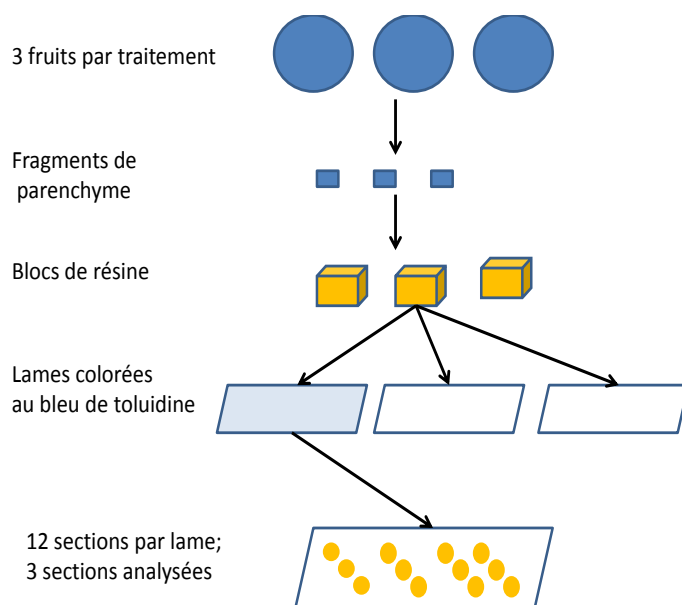 3 fruits par traitement
Fragments de
parenchyme
Blocs de résine
Lames colorées
au bleu de toluidine
12 sections par lame;
3 sections analysées